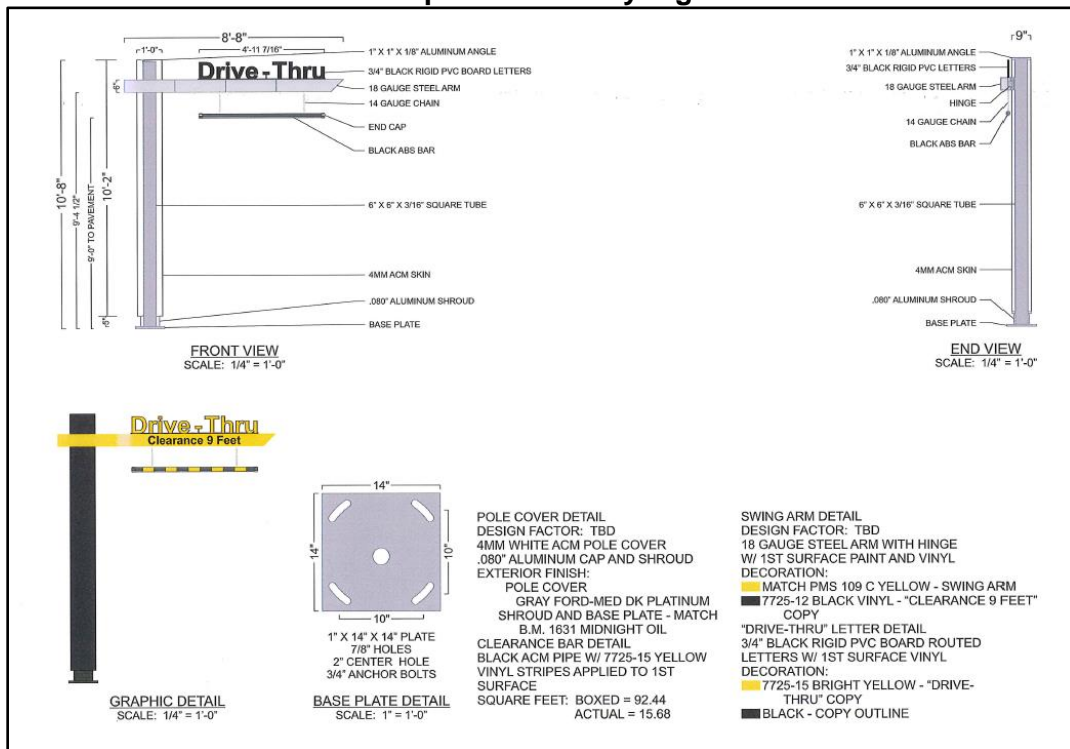 8'-8"
1'-0"
4'-11 7/16"
1" X 1" X 1/8" ALUMINUM ANGLE
Drive-Thru
3/4" BLACK RIGID PVC BOARD LETTERS
6"
18 GAUGE STEEL ARM
14 GAUGE CHAIN
END CAP
BLACK ABS BAR
10'-8"
9'-4 1/2"
9'-0" TO PAVEMENT
10'-2"
6" X 6" X 3/16" SQUARE TUBE
4MM ACM SKIN
.080" ALUMINUM SHROUD
6"
BASE PLATE
FRONT VIEW
SCALE: 1/4" = 1'-0"
9"
1" X 1" X 1/8" ALUMINUM ANGLE
3/4" BLACK RIGID PVC LETTERS
18 GAUGE STEEL ARM
HINGE
14 GAUGE CHAIN
BLACK ABS BAR
6" X 6" X 3/16" SQUARE TUBE
4MM ACM SKIN
.080" ALUMINUM SHROUD
BASE PLATE
END VIEW
SCALE: 1/4" = 1'-0"
Drive-Thru
Clearance 9 Feet
GRAPHIC DETAIL
SCALE: 1/4" = 1'-0"
14"
14"
10"
10"
1" X 14" X 14" PLATE
7/8" HOLES
2" CENTER HOLE
3/4" ANCHOR BOLTS
BASE PLATE DETAIL
SCALE: 1" = 1'-0"
POLE COVER DETAIL
DESIGN FACTOR: TBD
4MM WHITE ACM POLE COVER
.080" ALUMINUM CAP AND SHROUD
EXTERIOR FINISH:
POLE COVER
GRAY FORD-MED DK PLATINUM
SHROUD AND BASE PLATE - MATCH
B.M. 1631 MIDNIGHT OIL
CLEARANCE BAR DETAIL
BLACK ACM PIPE W/ 7725-15 YELLOW
VINYL STRIPES APPLIED TO 1ST
SURFACE
SQUARE FEET: BOXED = 92.44
ACTUAL = 15.68
SWING ARM DETAIL
DESIGN FACTOR: TBD
18 GAUGE STEEL ARM WITH HINGE
W/ 1ST SURFACE PAINT AND VINYL
DECORATION:
MATCH PMS 109 C YELLOW - SWING ARM
7725-12 BLACK VINYL - "CLEARANCE 9 FEET"
COPY
"DRIVE-THRU" LETTER DETAIL
3/4" BLACK RIGID PVC BOARD ROUTED
LETTERS W/ 1ST SURFACE VINYL
DECORATION:
7725-15 BRIGHT YELLOW - "DRIVE-
THRU" COPY
BLACK - COPY OUTLINE